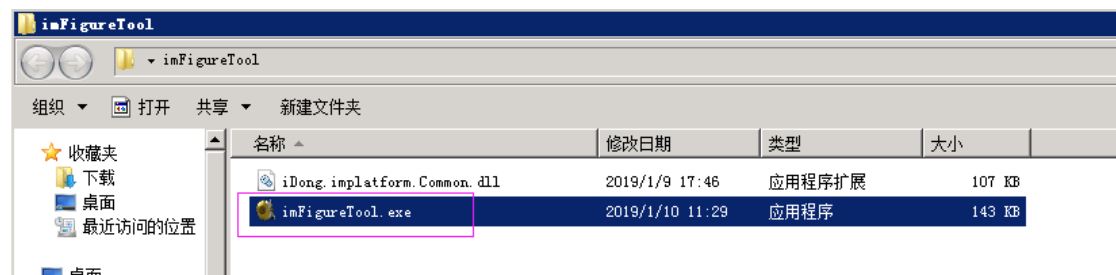 imFigureTool
imFigureTool
组织 打开 共享 新建文件夹
名称 修改日期 类型 大小
收藏夹
下载
桌面
最近访问的位置
iDong.implatform.Common.dll 2019/1/9 17:46 应用程序扩展 107 KB
imFigureTool.exe 2019/1/10 11:29 应用程序 143 KB
桌面